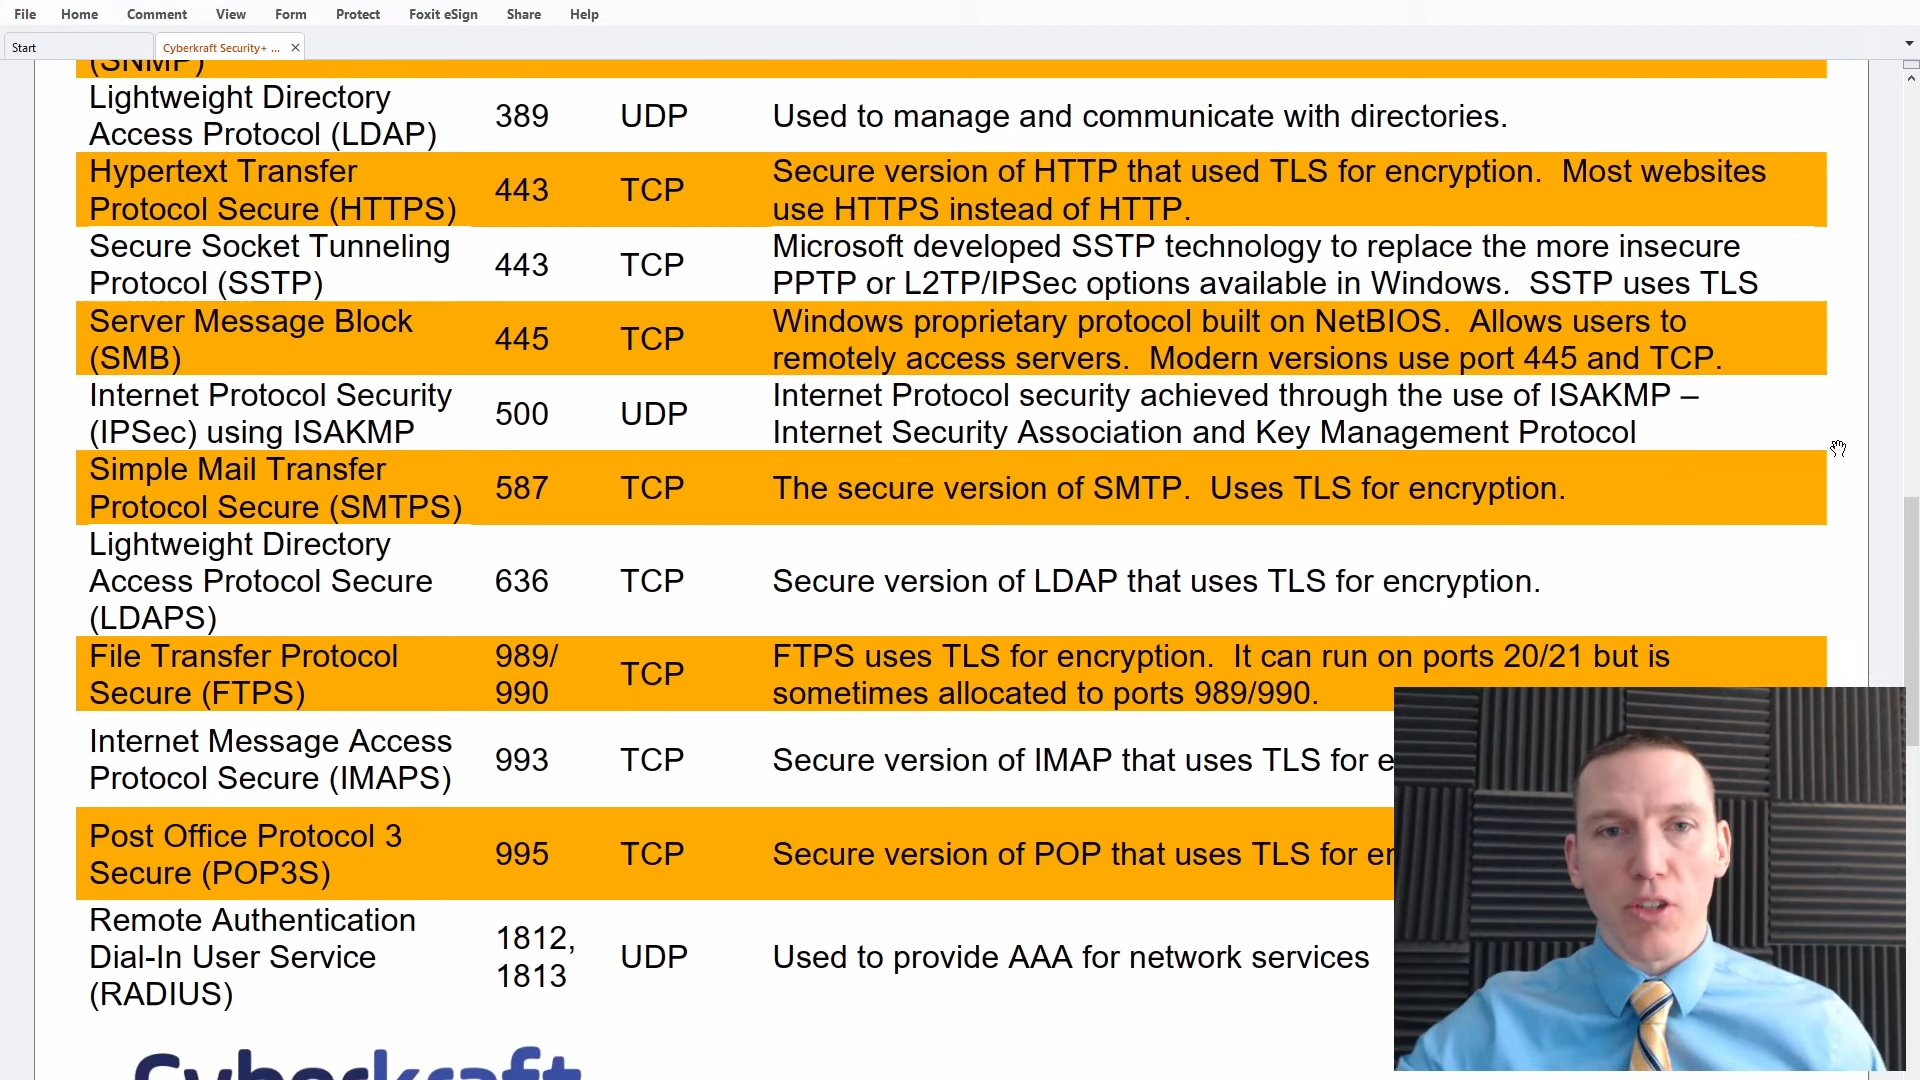 File Home Comment View Form Protect Foxit eSign Share Help
Start Cyberkraft Security+ ...
(SNMP)
Lightweight Directory
Access Protocol (LDAP)
389
UDP
Used to manage and communicate with directories.
Hypertext Transfer
Protocol Secure (HTTPS)
443
TCP
Secure version of HTTP that used TLS for encryption. Most websites
use HTTPS instead of HTTP.
Secure Socket Tunneling
Protocol (SSTP)
443
TCP
Microsoft developed SSTP technology to replace the more insecure
PPTP or L2TP/IPSec options available in Windows. SSTP uses TLS
Server Message Block
(SMB)
445
TCP
Windows proprietary protocol built on NetBIOS. Allows users to
remotely access servers. Modern versions use port 445 and TCP.
Internet Protocol Security
(IPSec) using ISAKMP
500
UDP
Internet Protocol security achieved through the use of ISAKMP –
Internet Security Association and Key Management Protocol
Simple Mail Transfer
Protocol Secure (SMTPS)
587
TCP
The secure version of SMTP. Uses TLS for encryption.
Lightweight Directory
Access Protocol Secure
(LDAPS)
636
TCP
Secure version of LDAP that uses TLS for encryption.
File Transfer Protocol
Secure (FTPS)
989/
990
TCP
FTPS uses TLS for encryption. It can run on ports 20/21 but is
sometimes allocated to ports 989/990.
Internet Message Access
Protocol Secure (IMAPS)
993
TCP
Secure version of IMAP that uses TLS for
Post Office Protocol 3
Secure (POP3S)
995
TCP
Secure version of POP that uses TLS for
Remote Authentication
Dial-In User Service
(RADIUS)
1812,
1813
UDP
Used to provide AAA for network services
Cyberkraft